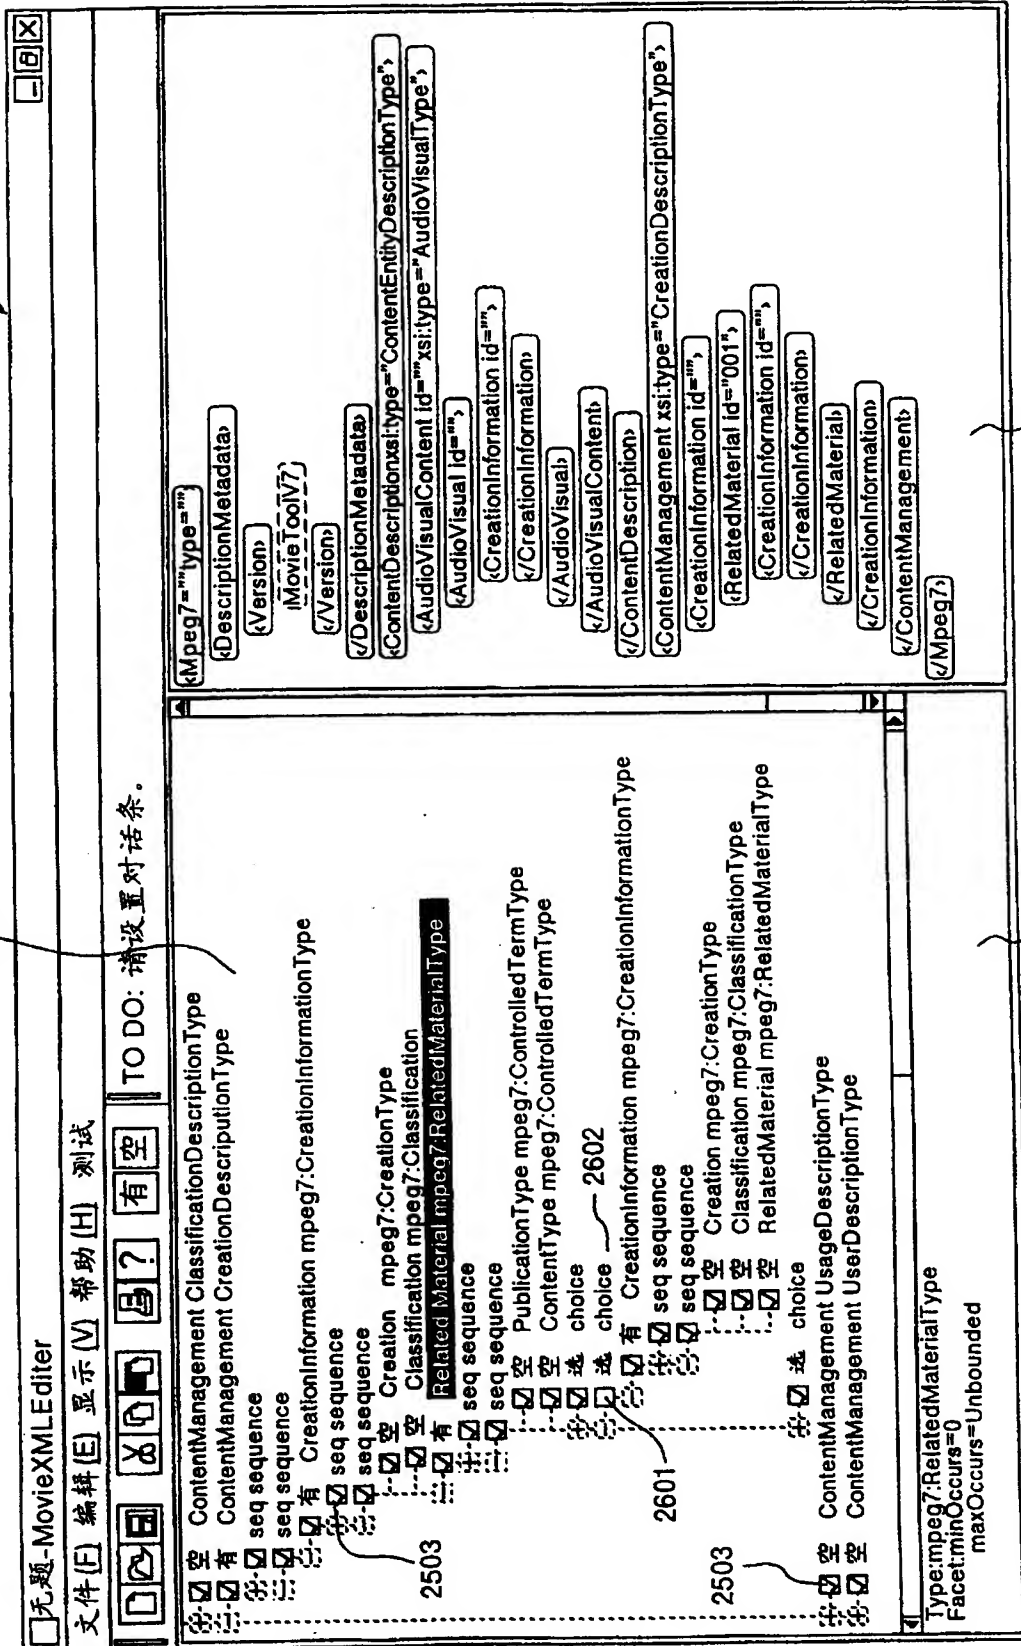 无题-MovieXMLEditer
文件(F) 编辑(E) 显示(V) 帮助(H) 测试
? 有 空 TO DO: 请设置对话条.
空 ContentManagement ClassificationDescriptionType
有 ContentManagement CreationDescriputionType
seq sequence
seq sequence
有 CreationInformation mpeg7:CreationInformationType
seq sequence
seq sequence
空 Creation mpeg7:CreationType
空 Classification mpeg7:Classification
有 Related Material mpeg7:RelatedMaterialType
seq sequence
seq sequence
空 PublicationType mpeg7:ControlledTermType
空 ContentType mpeg7:ControlledTermType
选 choice
选 choice
2602
有 CreationInformation mpeg7:CreationInformationType
seq sequence
seq sequence
空 Creation mpeg7:CreationType
空 Classification mpeg7:ClassificationType
空 RelatedMaterial mpeg7:RelatedMaterialType
选 choice
空 ContentManagement UsageDescriptionType
空 ContentManagement UserDescriptionType
2503
2601
2503
Type:mpeg7:RelatedMaterialType
Facet:minOccurs=0
maxOccurs=Unbounded
<Mpeg7=""type="">
<DescriptionMetadata>
<Version>
MovieToolV7
</Version>
</DescriptionMetadata>
<ContentDescriptionxsi:type="ContentEntityDescriptionType">
<AudioVisualContent id=""xsi:type="AudioVisualType">
<AudioVisual id="">
<CreationInformation id="">
</CreationInformation>
</AudioVisual>
</AudioVisualContent>
</ContentDescription>
<ContentManagement xsi:type="CreationDescriptionType">
<CreationInformation id="">
<RelatedMaterial id="001">
<CreationInformation id="">
</CreationInformation>
</RelatedMaterial>
</CreationInformation>
</ContentManagement>
</Mpeg7>